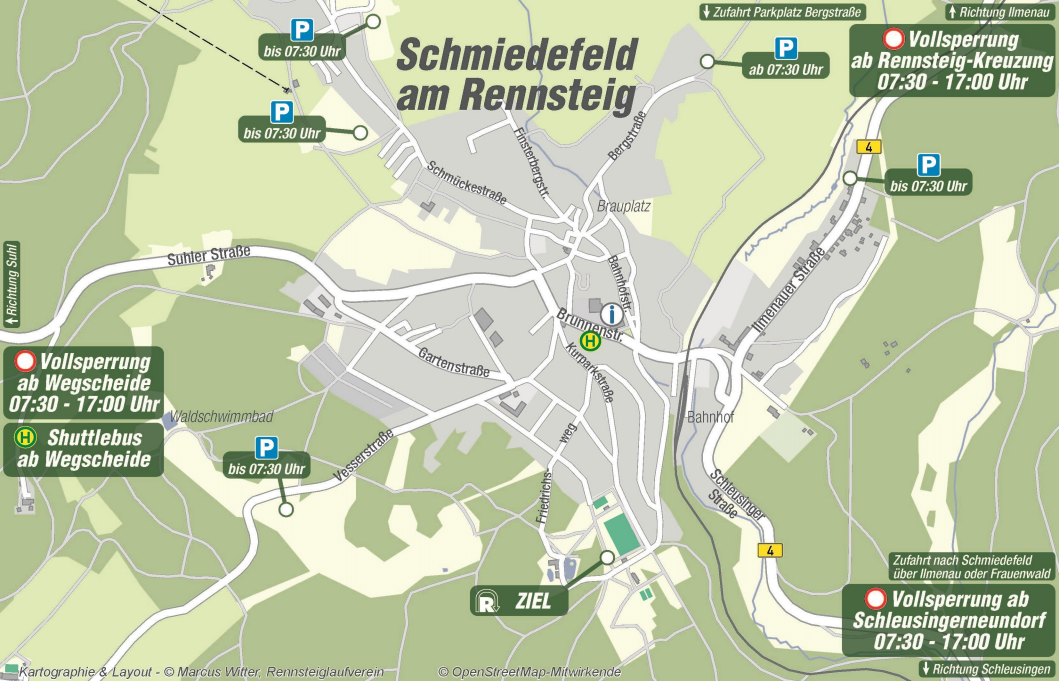 Zufahrt Parkplatz Bergstraße
Richtung Ilmenau
P
bis 07:30 Uhr
Schmiedefeld
am Rennsteig
P
ab 07:30 Uhr
Vollsperrung
ab Rennsteig-Kreuzung
07:30 - 17:00 Uhr
P
bis 07:30 Uhr
Finsterbergstr.
Bergstraße
4
P
bis 07:30 Uhr
Schmückestraße
Brauplatz
Richtung Suhl
Suhler Straße
Bahnhofstr.
Ilmenauer Straße
i
Brunnenstr.
H
Vollsperrung
ab Wegscheide
07:30 - 17:00 Uhr
Gartenstraße
Kurparkstraße
Waldschwimmbad
Bahnhof
H Shuttlebus
ab Wegscheide
P
bis 07:30 Uhr
Vesserstraße
Friedrichs-
weg
Schleusinger
Straße
4
Zufahrt nach Schmiedefeld
über Ilmenau oder Frauenwald
R ZIEL
Vollsperrung ab
Schleusingerneundorf
07:30 - 17:00 Uhr
Richtung Schleusingen
Kartographie & Layout - © Marcus Witter, Rennsteiglaufverein
© OpenStreetMap-Mitwirkende